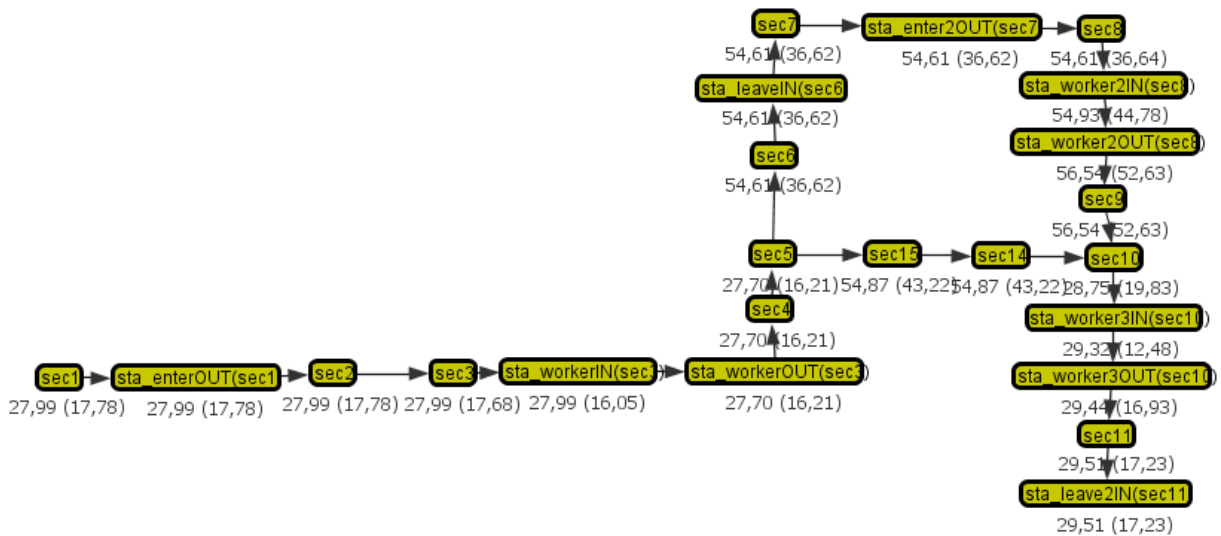 sec7
sta_enter2OUT(sec7
sec8
54,61 (36,62)
54,61 (36,62)
54,61 (36,64)
sta_leaveIN(sec6
sta_worker2IN(sec8)
54,61 (36,62)
54,93 (44,78)
sta_worker2OUT(sec8)
sec6
54,61 (36,62)
56,54 (52,63)
sec9
56,54 (52,63)
sec5
sec15
sec14
sec10
27,70 (16,21)
54,87 (43,22)
54,87 (43,22)
28,75 (19,83)
sec4
sta_worker3IN(sec10)
27,70 (16,21)
29,32 (12,48)
sec1
sta_enterOUT(sec1
sec2
sec3
sta_workerIN(sec3)
sta_workerOUT(sec3)
sta_worker3OUT(sec10)
27,99 (17,78)
27,99 (17,78)
27,99 (17,78)
27,99 (17,68)
27,99 (16,05)
27,70 (16,21)
29,44 (16,93)
sec11
29,51 (17,23)
sta_leave2IN(sec11
29,51 (17,23)